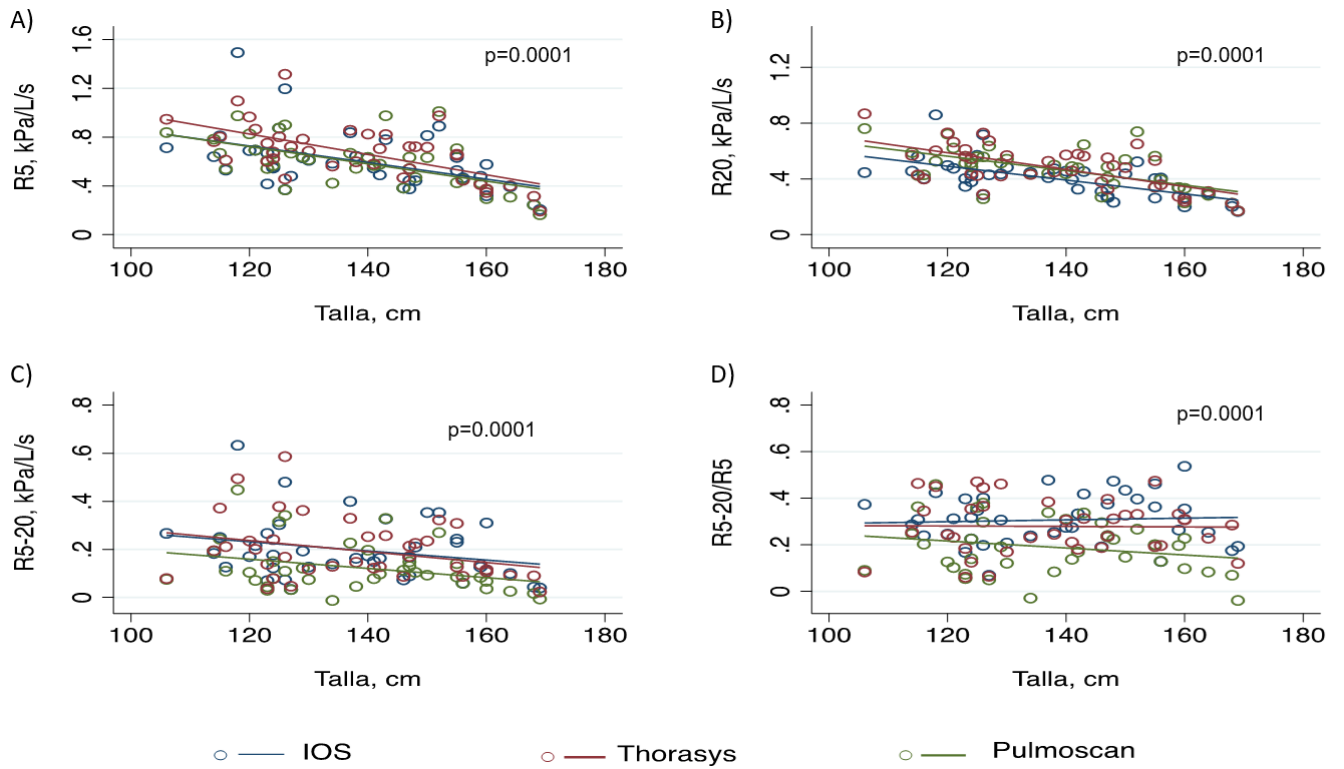 A)
p=0.0001
R5, kPa/L/s
1.6
1.2
.8
.4
0
100 120 140 160 180
Talla, cm
B)
p=0.0001
R20, kPa/L/s
1.2
.8
.4
0
100 120 140 160 180
Talla, cm
C)
p=0.0001
R5-20, kPa/L/s
.8
.6
.4
.2
0
100 120 140 160 180
Talla, cm
D)
p=0.0001
R5-20/R5
.8
.6
.4
.2
0
100 120 140 160 180
Talla, cm
IOS Thorasys Pulmoscan